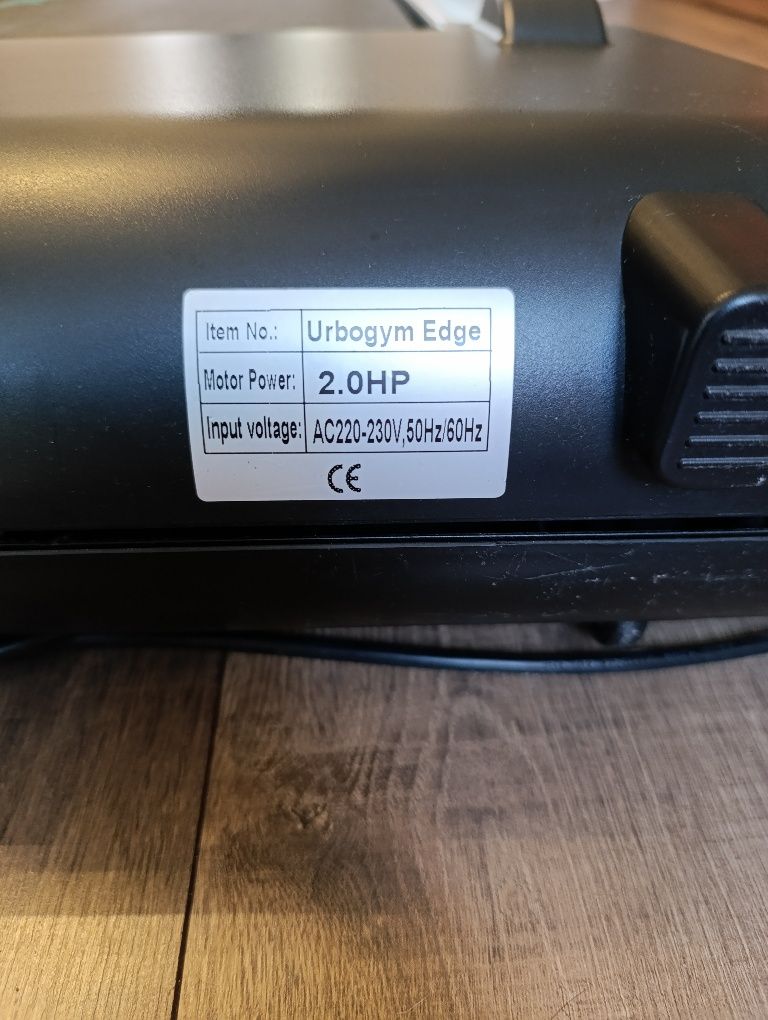 Item No.: Urbogym Edge
Motor Power: 2.0HP
Input voltage: AC220-230V,50Hz/60Hz
CE